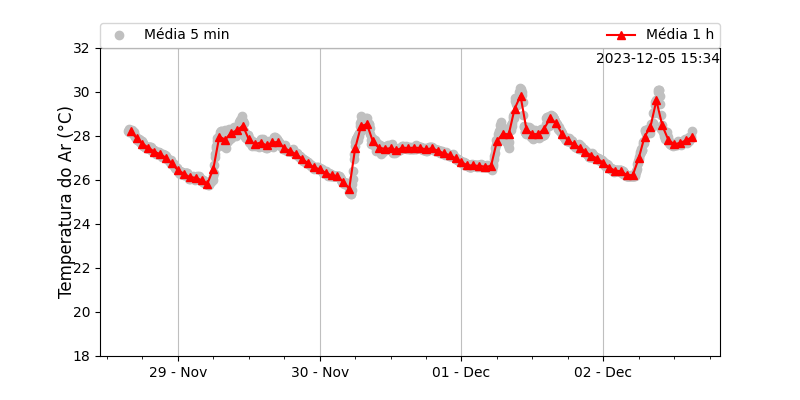 Média 5 min
Média 1 h
2023-12-05 15:34
Temperatura do Ar (°C)
32
30
28
26
24
22
20
18
29 - Nov
30 - Nov
01 - Dec
02 - Dec